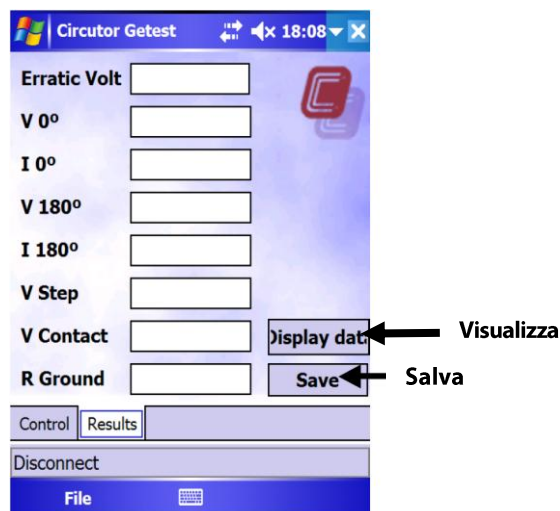 Circutor Getest 18:08
Erratic Volt
V 0º
I 0º
V 180º
I 180º
V Step
V Contact Display dat. Visualizza
R Ground Save Salva
Control Results
Disconnect
File